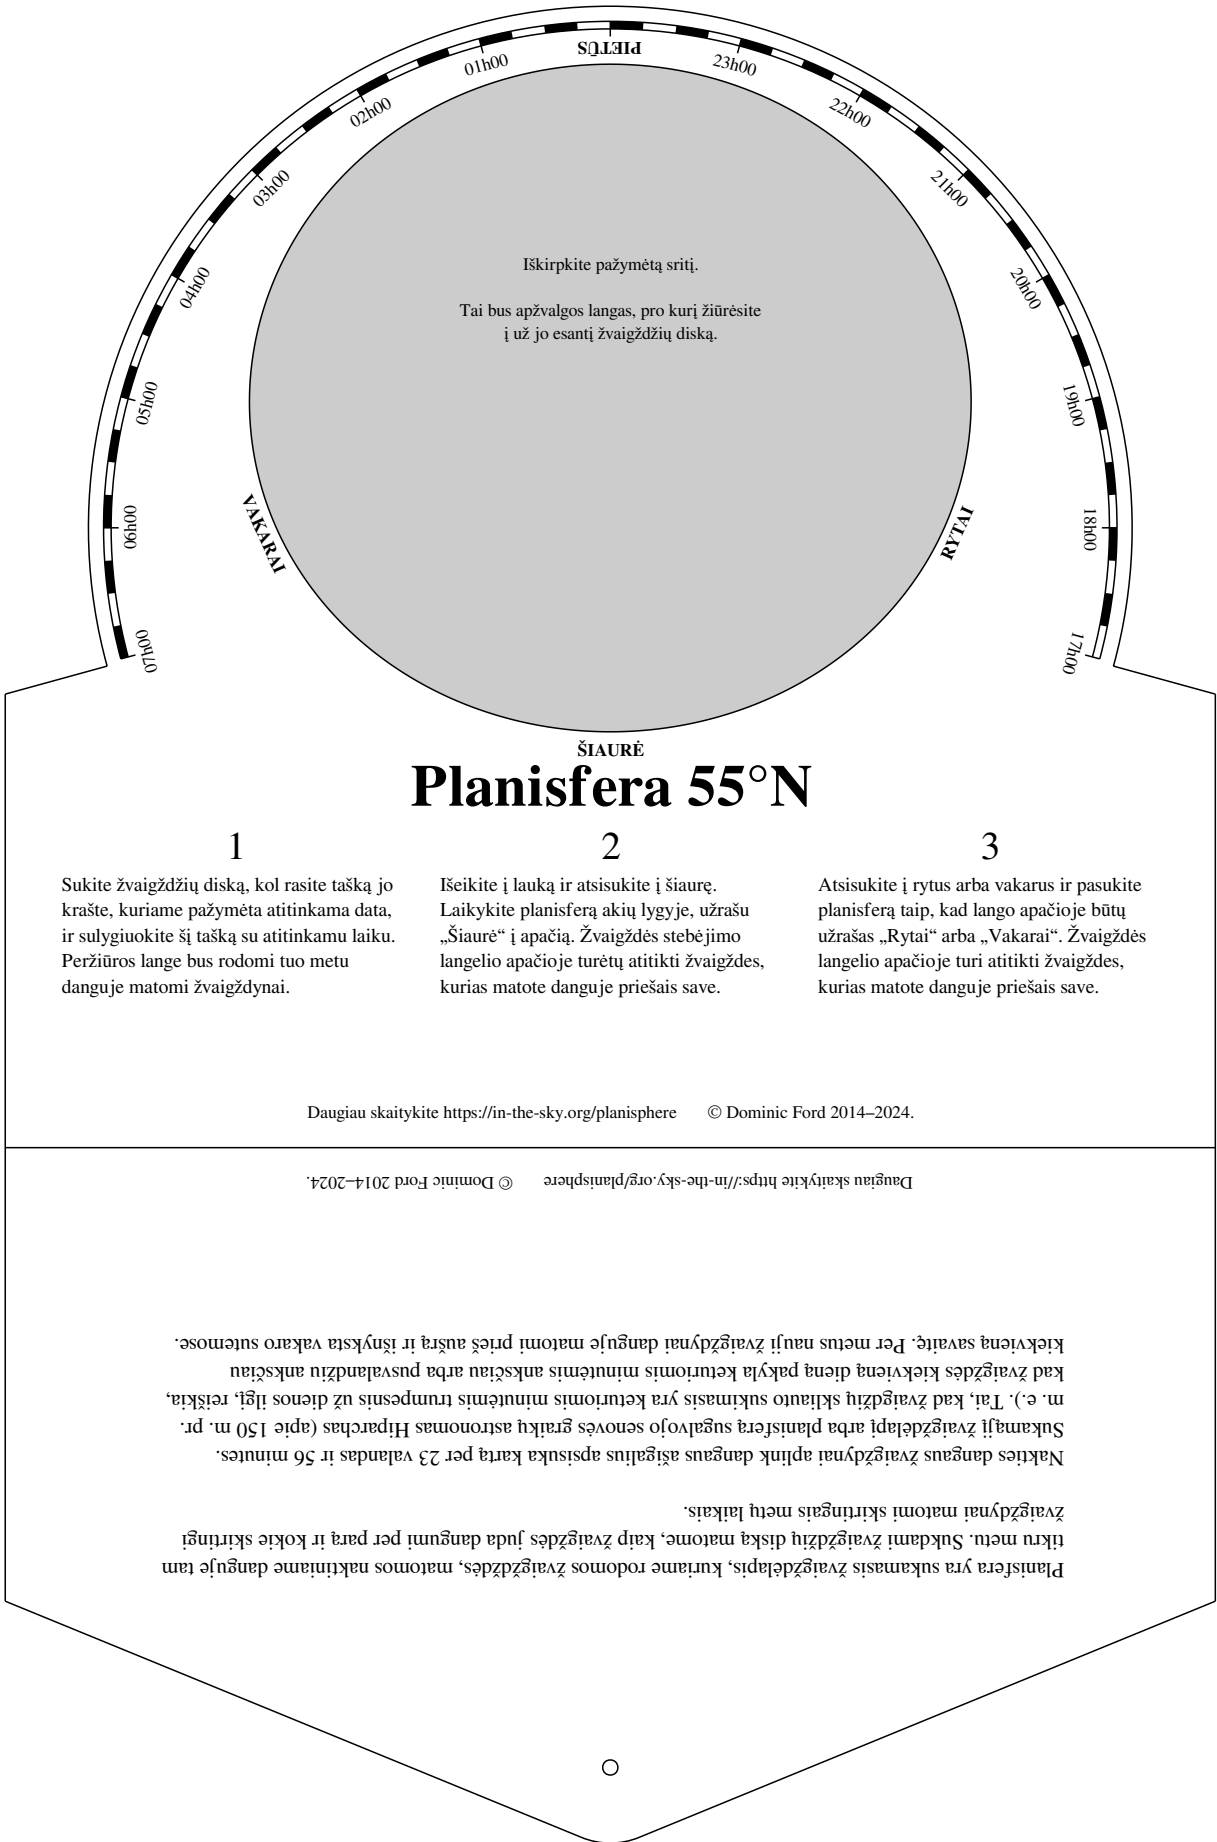 PIETŪS
01h00
23h00
02h00
22h00
03h00
21h00
04h00
20h00
05h00
19h00
06h00
18h00
07h00
17h00
Iškirpkite pažymėtą sritį.
Tai bus apžvalgos langas, pro kurį žiūrėsite
į už jo esantį žvaigždžių diską.
VAKARAI
RYTAI
ŠIAURĖ
Planisfera 55°N
1
Sukite žvaigždžių diską, kol rasite tašką jo
krašte, kuriame pažymėta atitinkama data,
ir sulygiuokite šį tašką su atitinkamu laiku.
Peržiūros lange bus rodomi tuo metu
danguje matomi žvaigždynai.
2
Išeikite į lauką ir atsisukite į šiaurę.
Laikykite planisferą akių lygyje, užrašu
„Šiaurė“ į apačią. Žvaigždės stebėjimo
langelio apačioje turėtų atitikti žvaigždes,
kurias matote danguje priešais save.
3
Atsisukite į rytus arba vakarus ir pasukite
planisferą taip, kad lango apačioje būtų
užrašas „Rytai“ arba „Vakarai“. Žvaigždės
langelio apačioje turi atitikti žvaigždes,
kurias matote danguje priešais save.
Daugiau skaitykite https://in-the-sky.org/planisphere © Dominic Ford 2014–2024.
Planisfera yra sukamasis žvaigždėlapis, kuriame rodomos žvaigždždės, matomos naktiniame danguje tam
tikru metu. Sukdami žvaigždžių diską matome, kaip žvaigždės juda dangumi per parą ir kokie skirtingi
žvaigždynai matomi skirtingais metų laikais.
Nakties dangaus žvaigždynai aplink dangaus ašigalius apsisuka kartą per 23 valandas ir 56 minutes.
Sukamąjį žvaigždėlapį arba planisferą sugalvojo senovės graikų astronomas Hiparchas (apie 150 m. pr.
m. e.). Tai, kad žvaigždžių skliauto sukimasis yra keturiomis minutėmis trumpesnis už dienos ilgį, reiškia,
kad žvaigždės kiekvieną dieną pakyla keturiomis minutėmis anksčiau arba pusvalandžiu anksčiau
kiekvieną savaitę. Per metus nauji žvaigždynai danguje matomi prieš aušrą ir išnyksta vakaro sutemose.
Daugiau skaitykite https://in-the-sky.org/planisphere © Dominic Ford 2014–2024.